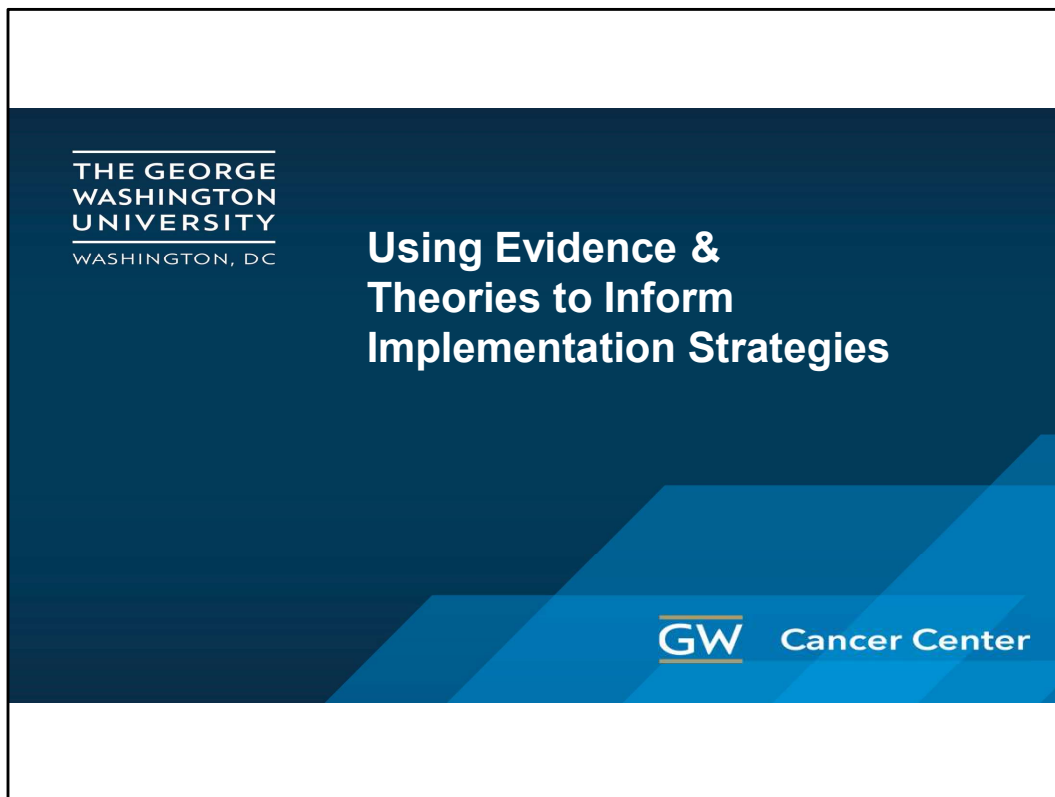 THE GEORGE
WASHINGTON
UNIVERSITY
WASHINGTON, DC
Using Evidence &
Theories to Inform
Implementation Strategies
GW Cancer Center